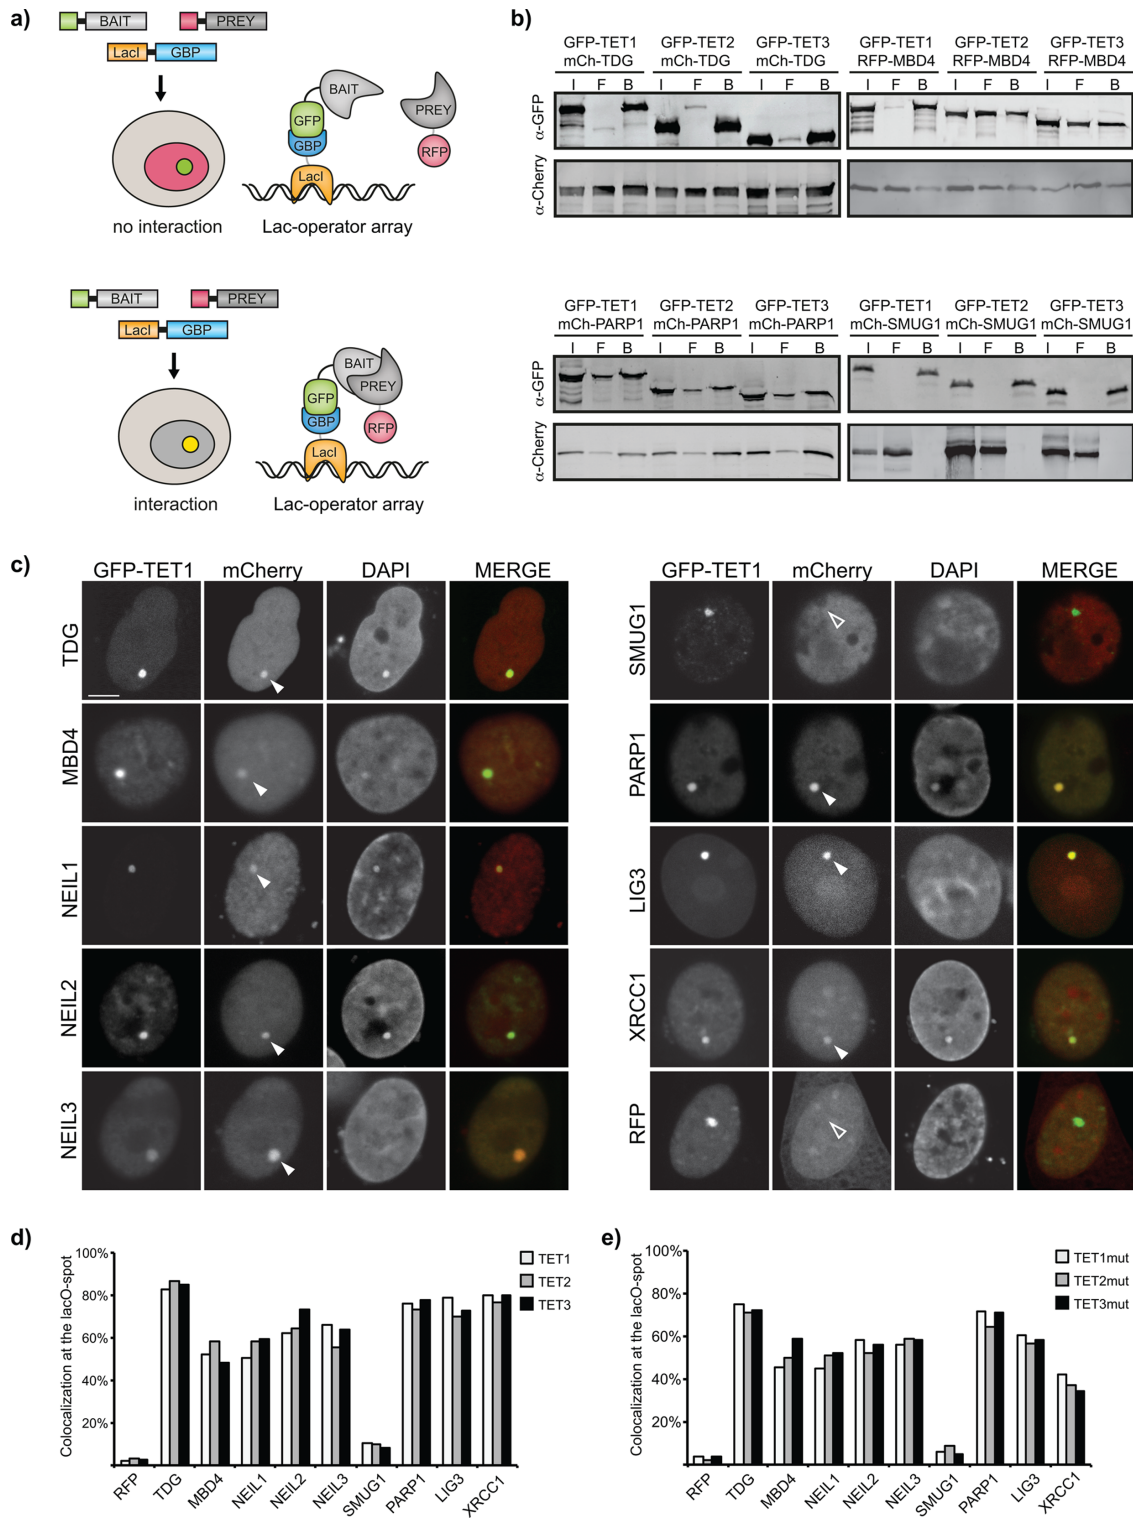 a)
BAIT
PREY
LacI
GBP
BAIT
PREY
GFP
GBP
RFP
LacI
no interaction
Lac-operator array
BAIT
PREY
LacI
GBP
BAIT
PREY
GFP
GBP
RFP
LacI
interaction
Lac-operator array
b)
GFP-TET1 GFP-TET2 GFP-TET3
mCh-TDG mCh-TDG mCh-TDG
I F B I F B I F B
α-GFP
α-Cherry
GFP-TET1 GFP-TET2 GFP-TET3
RFP-MBD4 RFP-MBD4 RFP-MBD4
I F B I F B I F B
GFP-TET1 GFP-TET2 GFP-TET3
mCh-PARP1 mCh-PARP1 mCh-PARP1
I F B I F B I F B
α-GFP
α-Cherry
GFP-TET1 GFP-TET2 GFP-TET3
mCh-SMUG1 mCh-SMUG1 mCh-SMUG1
I F B I F B I F B
c)
GFP-TET1 mCherry DAPI MERGE
TDG
MBD4
NEIL1
NEIL2
NEIL3
GFP-TET1 mCherry DAPI MERGE
SMUG1
PARP1
LIG3
XRCC1
RFP
d)
Colocalization at the lacO-spot
100%
80%
60%
40%
20%
TET1
TET2
TET3
RFP TDG MBD4 NEIL1 NEIL2 NEIL3 SMUG1 PARP1 LIG3 XRCC1
e)
Colocalization at the lacO-spot
100%
80%
60%
40%
20%
TET1mut
TET2mut
TET3mut
RFP TDG MBD4 NEIL1 NEIL2 NEIL3 SMUG1 PARP1 LIG3 XRCC1